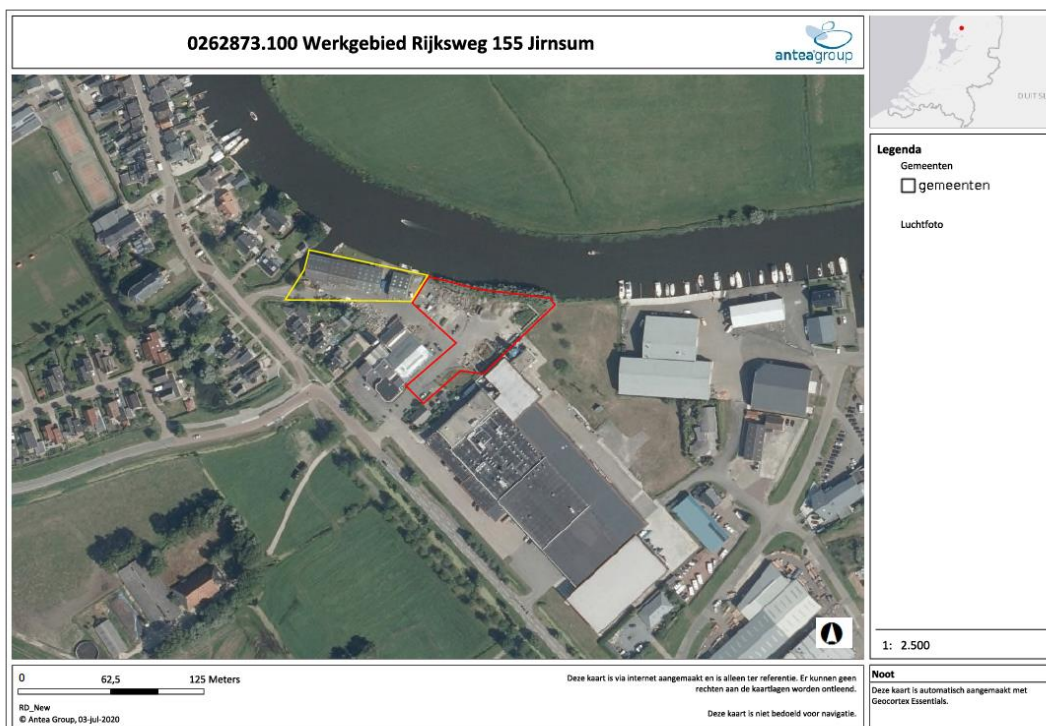 0262873.100 Werkgebied Rijksweg 155 Jirnsum
anteagroup
DUITSL
Legenda
Gemeenten
gemeenten
Luchtfoto
1: 2.500
0 62,5 125 Meters
RD_New
© Antea Group, 03-jul-2020
Deze kaart is via internet aangemaakt en is alleen ter referentie. Er kunnen geen
rechten aan de kaartlagen worden ontleend.
Deze kaart is niet bedoeld voor navigatie.
Noot
Deze kaart is automatisch aangemaakt met
Geocortex Essentials.